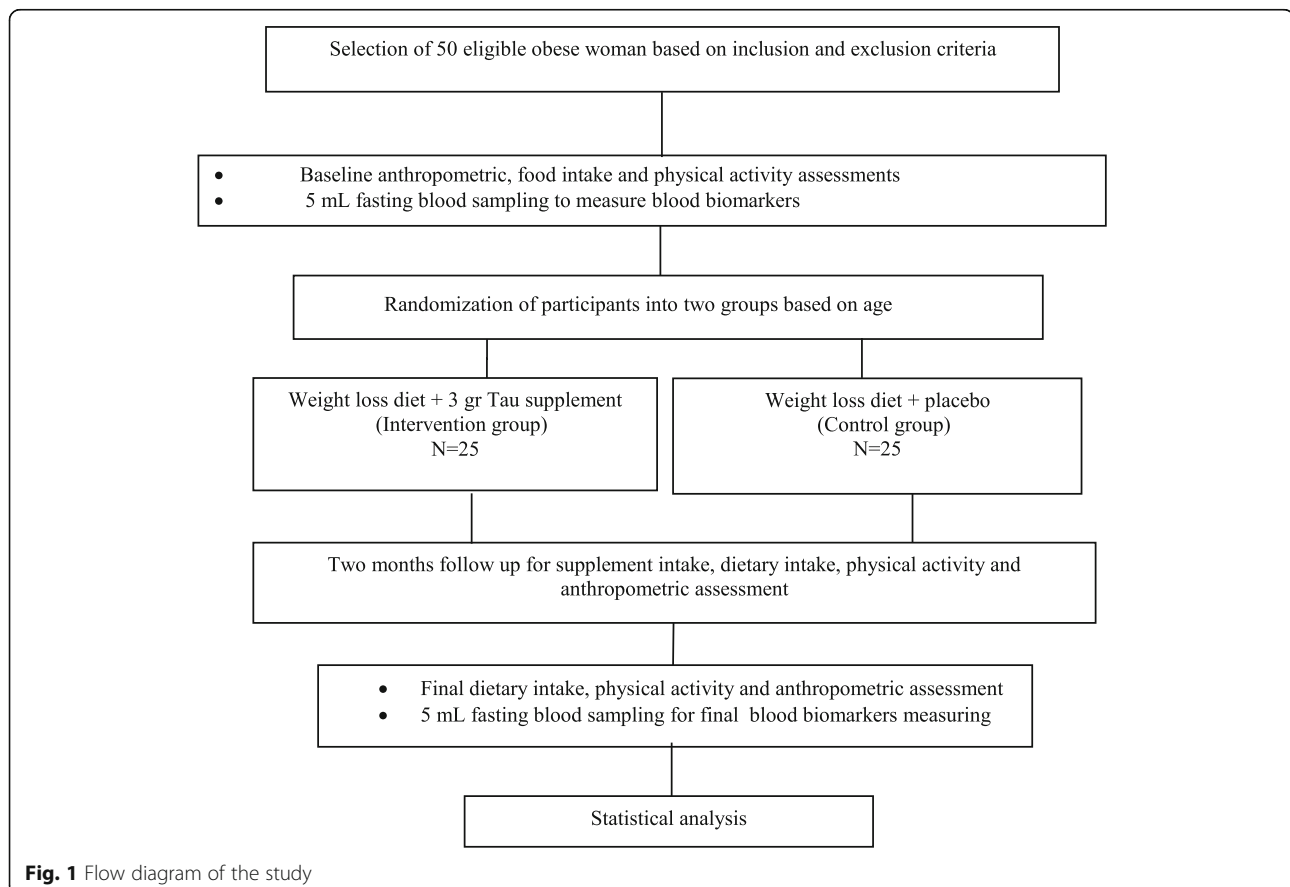 Selection of 50 eligible obese woman based on inclusion and exclusion criteria
• Baseline anthropometric, food intake and physical activity assessments
• 5 mL fasting blood sampling to measure blood biomarkers
Randomization of participants into two groups based on age
Weight loss diet + 3 gr Tau supplement
(Intervention group)
N=25
Weight loss diet + placebo
(Control group)
N=25
Two months follow up for supplement intake, dietary intake, physical activity and
anthropometric assessment
• Final dietary intake, physical activity and anthropometric assessment
• 5 mL fasting blood sampling for final blood biomarkers measuring
Statistical analysis
Fig. 1 Flow diagram of the study